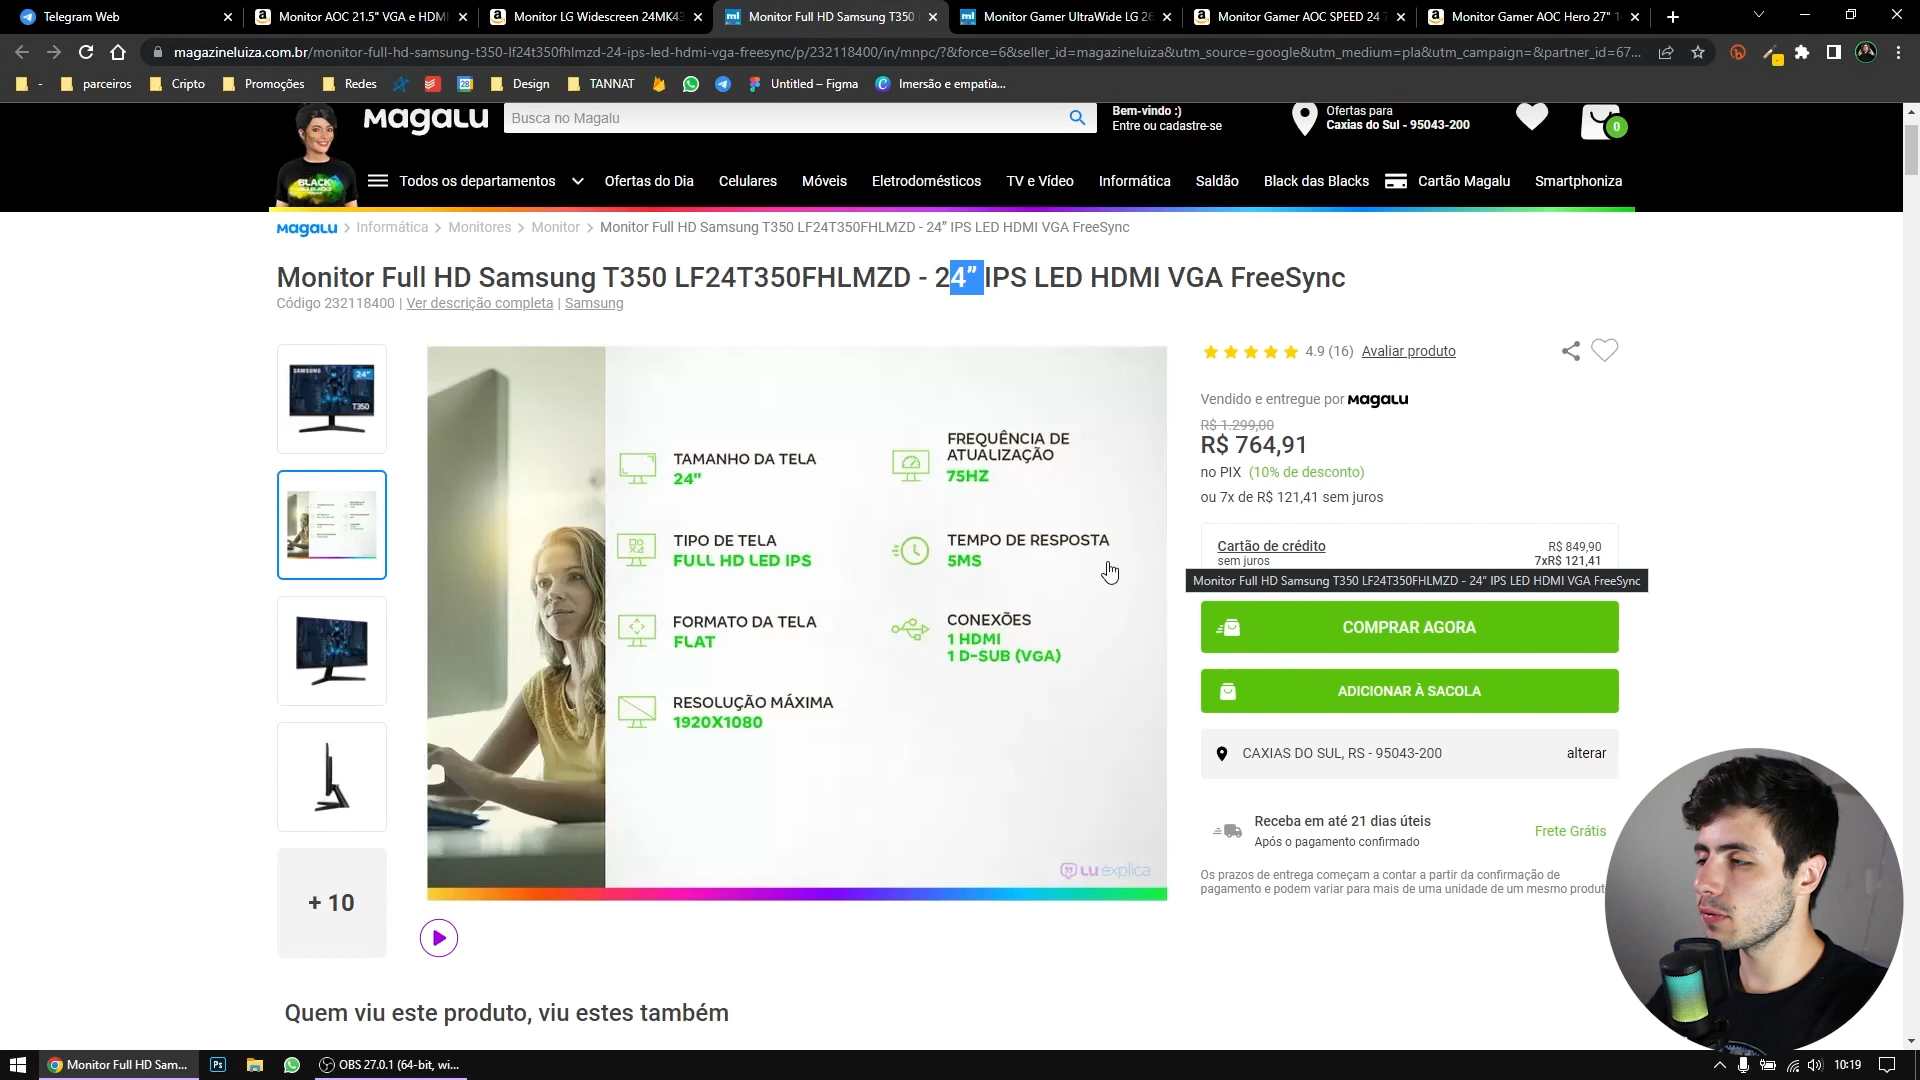 Telegram Web
Monitor AOC 21.5" VGA e HDMI
Monitor LG Widescreen 24MK43
Monitor Full HD Samsung T350
Monitor Gamer UltraWide LG 26
Monitor Gamer AOC SPEED 24
Monitor Gamer AOC Hero 27"
magazineluiza.com.br/monitor-full-hd-samsung-t350-lf24t350fhlmzd-24-ips-led-hdmi-vga-freesync/p/232118400/in/mnpc/?&force=6&seller_id=magazineluiza&utm_source=google&utm_medium=pla&utm_campaign=&partner_id=67...
- parceiros Cripto Promoções Redes 28 Design TANNAT Untitled – Figma Imersão e empatia...
Magalu
Busca no Magalu
Bem-vindo :)
Entre ou cadastre-se
Ofertas para
Caxias do Sul - 95043-200
0
BLACK
Todos os departamentos Ofertas do Dia Celulares Móveis Eletrodomésticos TV e Vídeo Informática Saldão Black das Blacks Cartão Magalu Smartphoniza
Magalu > Informática > Monitores > Monitor > Monitor Full HD Samsung T350 LF24T350FHLMZD - 24” IPS LED HDMI VGA FreeSync
Monitor Full HD Samsung T350 LF24T350FHLMZD - 24” IPS LED HDMI VGA FreeSync
Código 232118400 | Ver descrição completa | Samsung
SAMSUNG
24"
T350
+ 10
TAMANHO DA TELA
24"
TIPO DE TELA
FULL HD LED IPS
FORMATO DA TELA
FLAT
RESOLUÇÃO MÁXIMA
1920X1080
FREQUÊNCIA DE
ATUALIZAÇÃO
75HZ
TEMPO DE RESPOSTA
5MS
CONEXÕES
1 HDMI
1 D-SUB (VGA)
Lu explica
4.9 (16) Avaliar produto
Vendido e entregue por Magalu
R$ 1.299,00
R$ 764,91
no PIX (10% de desconto)
ou 7x de R$ 121,41 sem juros
Cartão de crédito R$ 849,90
sem juros 7xR$ 121,41
Monitor Full HD Samsung T350 LF24T350FHLMZD - 24” IPS LED HDMI VGA FreeSync
COMPRAR AGORA
ADICIONAR À SACOLA
CAXIAS DO SUL, RS - 95043-200 alterar
Receba em até 21 dias úteis Frete Grátis
Após o pagamento confirmado
Os prazos de entrega começam a contar a partir da confirmação de
pagamento e podem variar para mais de uma unidade de um mesmo produt
Quem viu este produto, viu estes também
Monitor Full HD Sam...
Ps
OBS 27.0.1 (64-bit, wi...
10:19